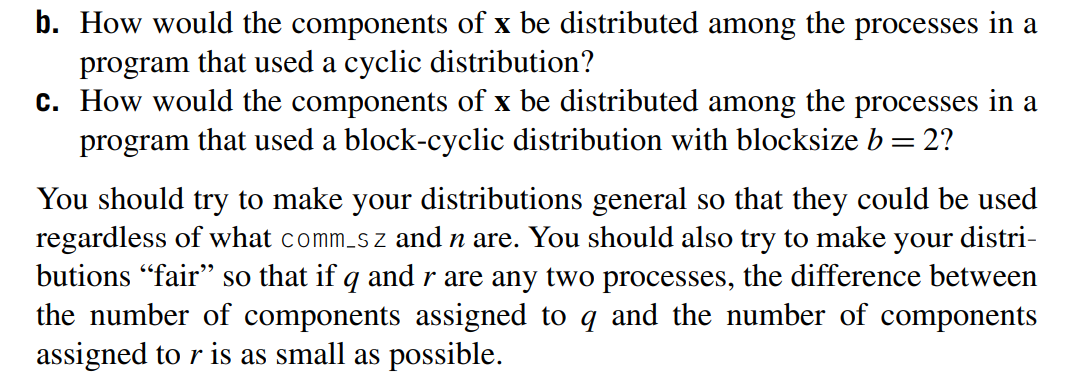 b. How would the components of x be distributed among the processes in a
program that used a cyclic distribution?
c. How would the components of x be distributed among the processes in a
program that used a block-cyclic distribution with blocksize b = 2?
You should try to make your distributions general so that they could be used
regardless of what comm_sz and n are. You should also try to make your distri-
butions “fair” so that if q and r are any two processes, the difference between
the number of components assigned to q and the number of components
assigned to r is as small as possible.